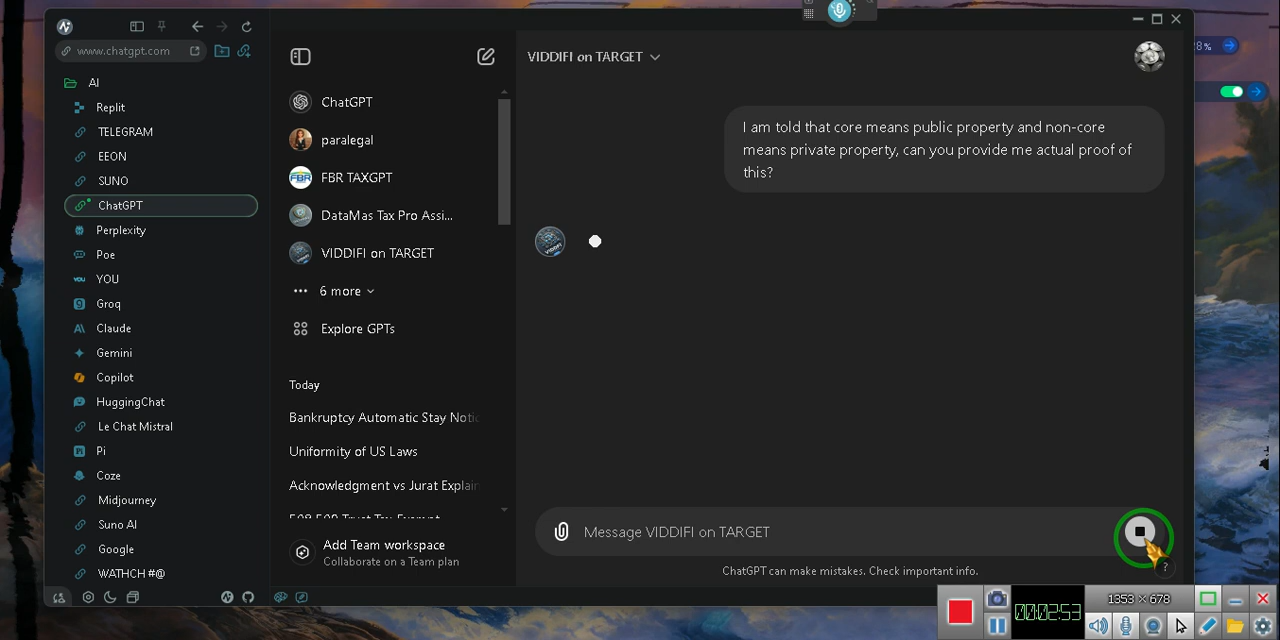 www.chatgpt.com
AI
Replit
TELEGRAM
EEON
SUNO
ChatGPT
Perplexity
Poe
YOU
Groq
Claude
Gemini
Copilot
HuggingChat
Le Chat Mistral
Pi
Coze
Midjourney
Suno AI
Google
WATHCH #@
ChatGPT
paralegal
FBR TAXGPT
DataMas Tax Pro Assi...
VIDDIFI on TARGET
6 more
Explore GPTs
Today
Bankruptcy Automatic Stay Notic
Uniformity of US Laws
Acknowledgment vs Jurat Explain
Add Team workspace
Collaborate on a Team plan
VIDDIFI on TARGET
I am told that core means public property and non-core
means private property, can you provide me actual proof of
this?
Message VIDDIFI on TARGET
ChatGPT can make mistakes. Check important info.
?
8%
00:02:53
1353 × 678